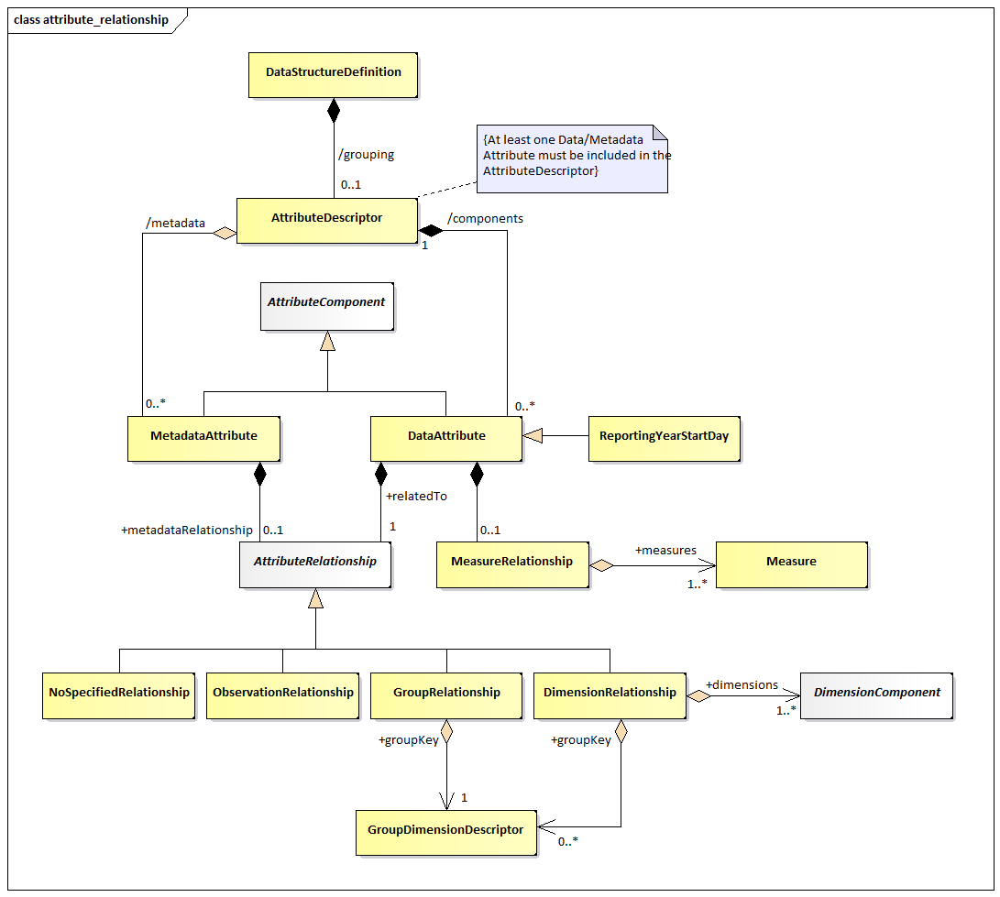 class attribute_relationship
DataStructureDefinition
/grouping
0..1
{At least one Data/Metadata
Attribute must be included in the
AttributeDescriptor}
AttributeDescriptor
/metadata
/components
1
AttributeComponent
0..*
0..*
MetadataAttribute
DataAttribute
ReportingYearStartDay
+relatedTo
+metadataRelationship
0..1
1
0..1
AttributeRelationship
MeasureRelationship
+measures
1..*
Measure
NoSpecifiedRelationship
ObservationRelationship
GroupRelationship
DimensionRelationship
+dimensions
1..*
DimensionComponent
+groupKey
+groupKey
1
GroupDimensionDescriptor
0..*